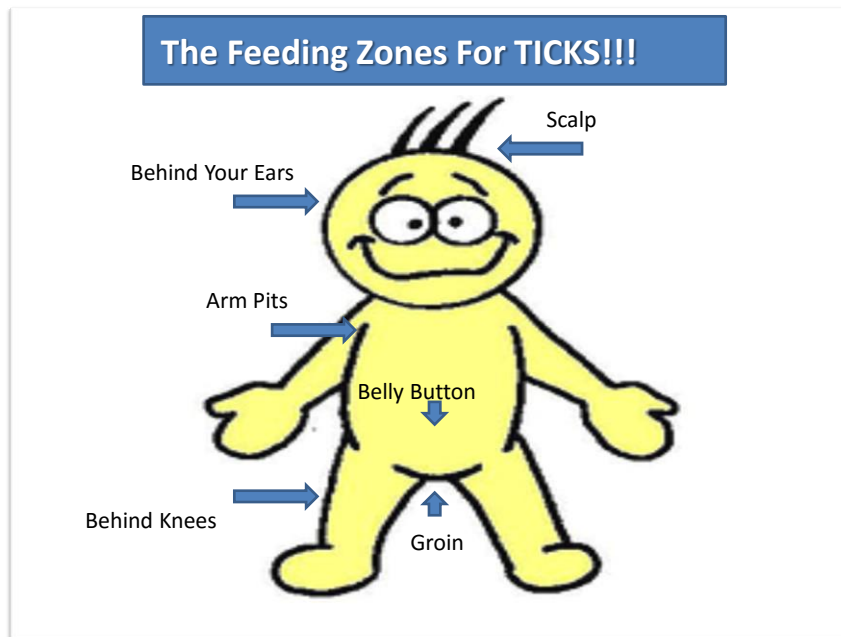 The Feeding Zones For TICKS!!!
Scalp
Behind Your Ears
Arm Pits
Belly Button
Behind Knees
Groin